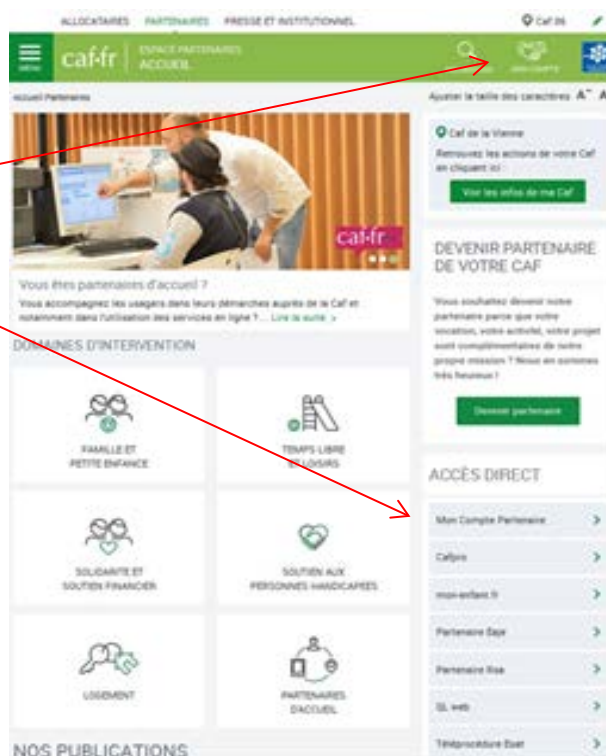 ALLOCATAIRES PARTENAIRES PRESSE ET INSTITUTIONNEL
Caf 86
MENU
caf•fr
ESPACE PARTENAIRES
ACCUEIL
MON COMPTE
Accueil Partenaires
Ajuster la taille des caractères A- A
caf•fr
Vous êtes partenaires d'accueil ?
Vous accompagnez les usagers dans leurs démarches auprès de la Caf et
notamment dans l'utilisation des services en ligne ?... Lire la suite >
DOMAINES D'INTERVENTION
FAMILLE ET
PETITE ENFANCE
TEMPS LIBRE
ET LOISIRS
SOLIDARITÉ ET
SOUTIEN FINANCIER
SOUTIEN AUX
PERSONNES HANDICAPÉES
LOGEMENT
PARTENAIRES
D'ACCUEIL
NOS PUBLICATIONS
Caf de la Vienne
Retrouvez les actions de votre Caf
en cliquant ici :
Voir les infos de ma Caf
DEVENIR PARTENAIRE
DE VOTRE CAF
Vous souhaitez devenir notre
partenaire parce que votre
vocation, votre activité, votre projet
sont complémentaires de notre
propre mission ? Nous en sommes
très heureux !
Devenir partenaire
ACCÈS DIRECT
Mon Compte Partenaire
Cafpro
mon-enfant.fr
Partenaire Eaje
Partenaire Rsa
GL web
Téléprocédure Esat